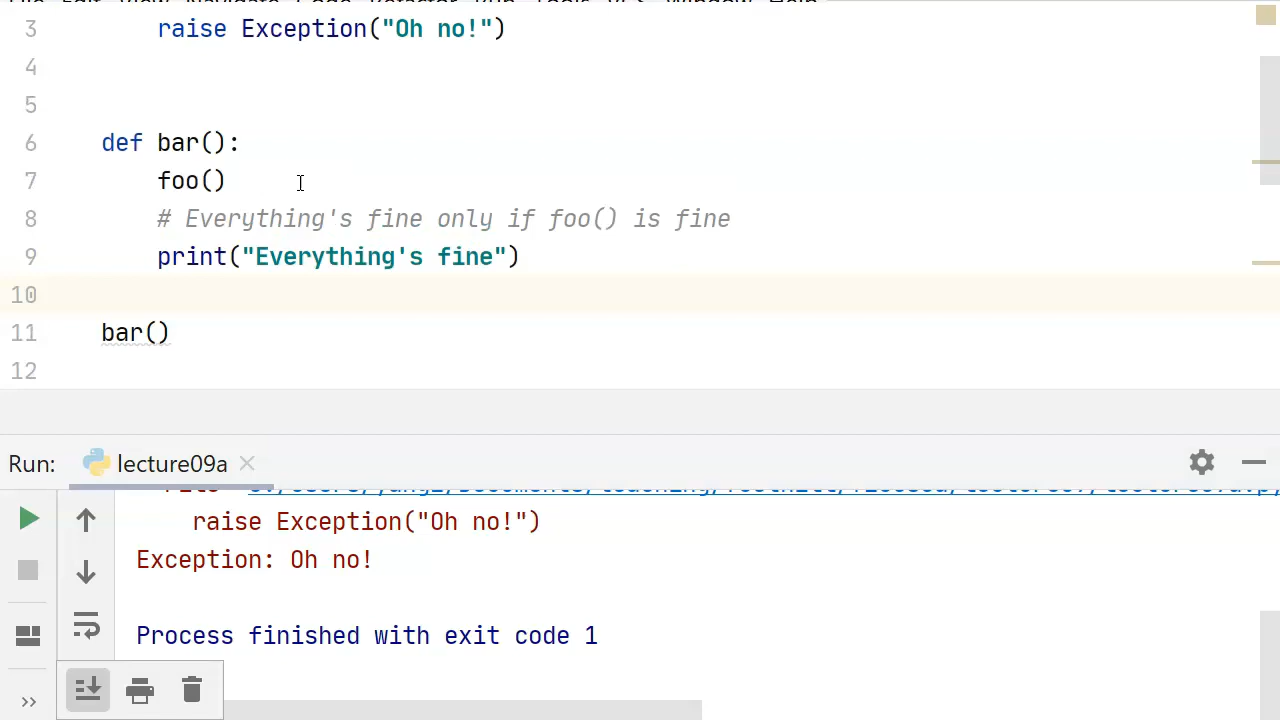 3 raise Exception("Oh no!")
4
5
6 def bar():
7 foo()
8 # Everything's fine only if foo() is fine
9 print("Everything's fine")
10
11 bar()
12
Run: lecture09a
raise Exception("Oh no!")
Exception: Oh no!
Process finished with exit code 1